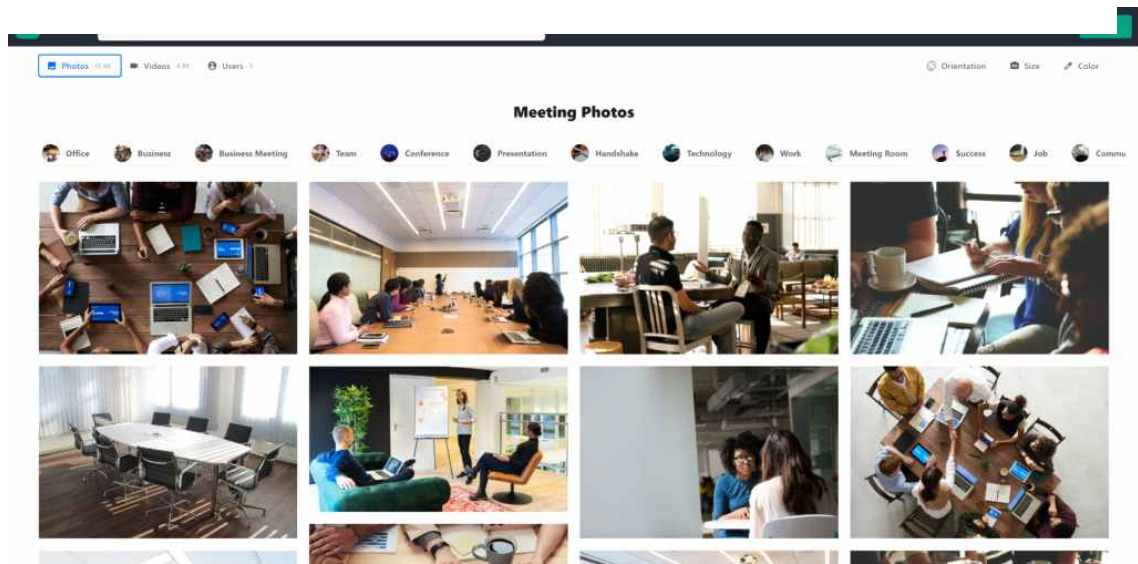 Photos
Videos
Users
Orientation
Size
Color
Meeting Photos
Office
Business
Business Meeting
Team
Conference
Presentation
Handshake
Technology
Work
Meeting Room
Success
Job
Commu